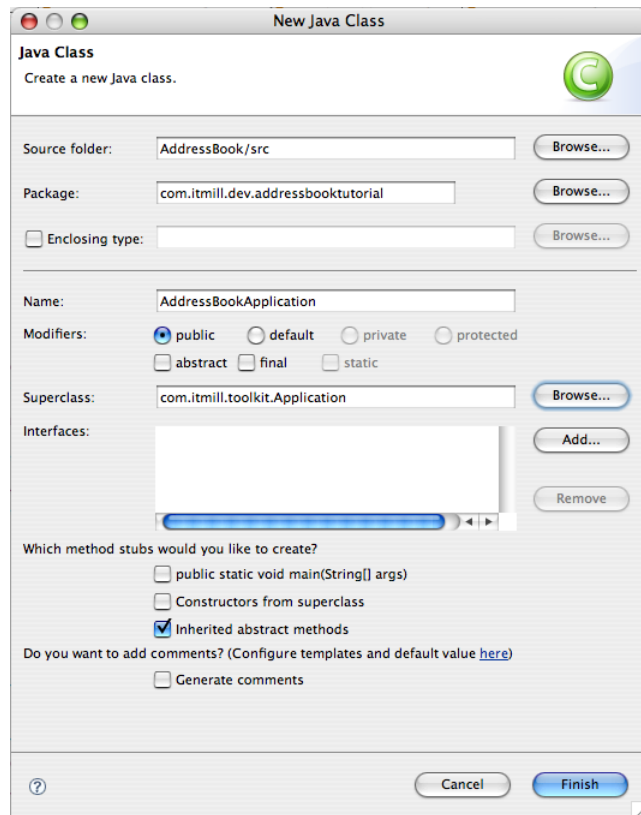 New Java Class
Java Class
Create a new Java class.
C
Source folder: AddressBook/src Browse...
Package: com.itmill.dev.addressbooktutorial Browse...
Enclosing type: Browse...
Name: AddressBookApplication
Modifiers: public default private protected
abstract final static
Superclass: com.itmill.toolkit.Application Browse...
Interfaces: Add...
Remove
Which method stubs would you like to create?
public static void main(String[] args)
Constructors from superclass
Inherited abstract methods
Do you want to add comments? (Configure templates and default value here)
Generate comments
? Cancel Finish